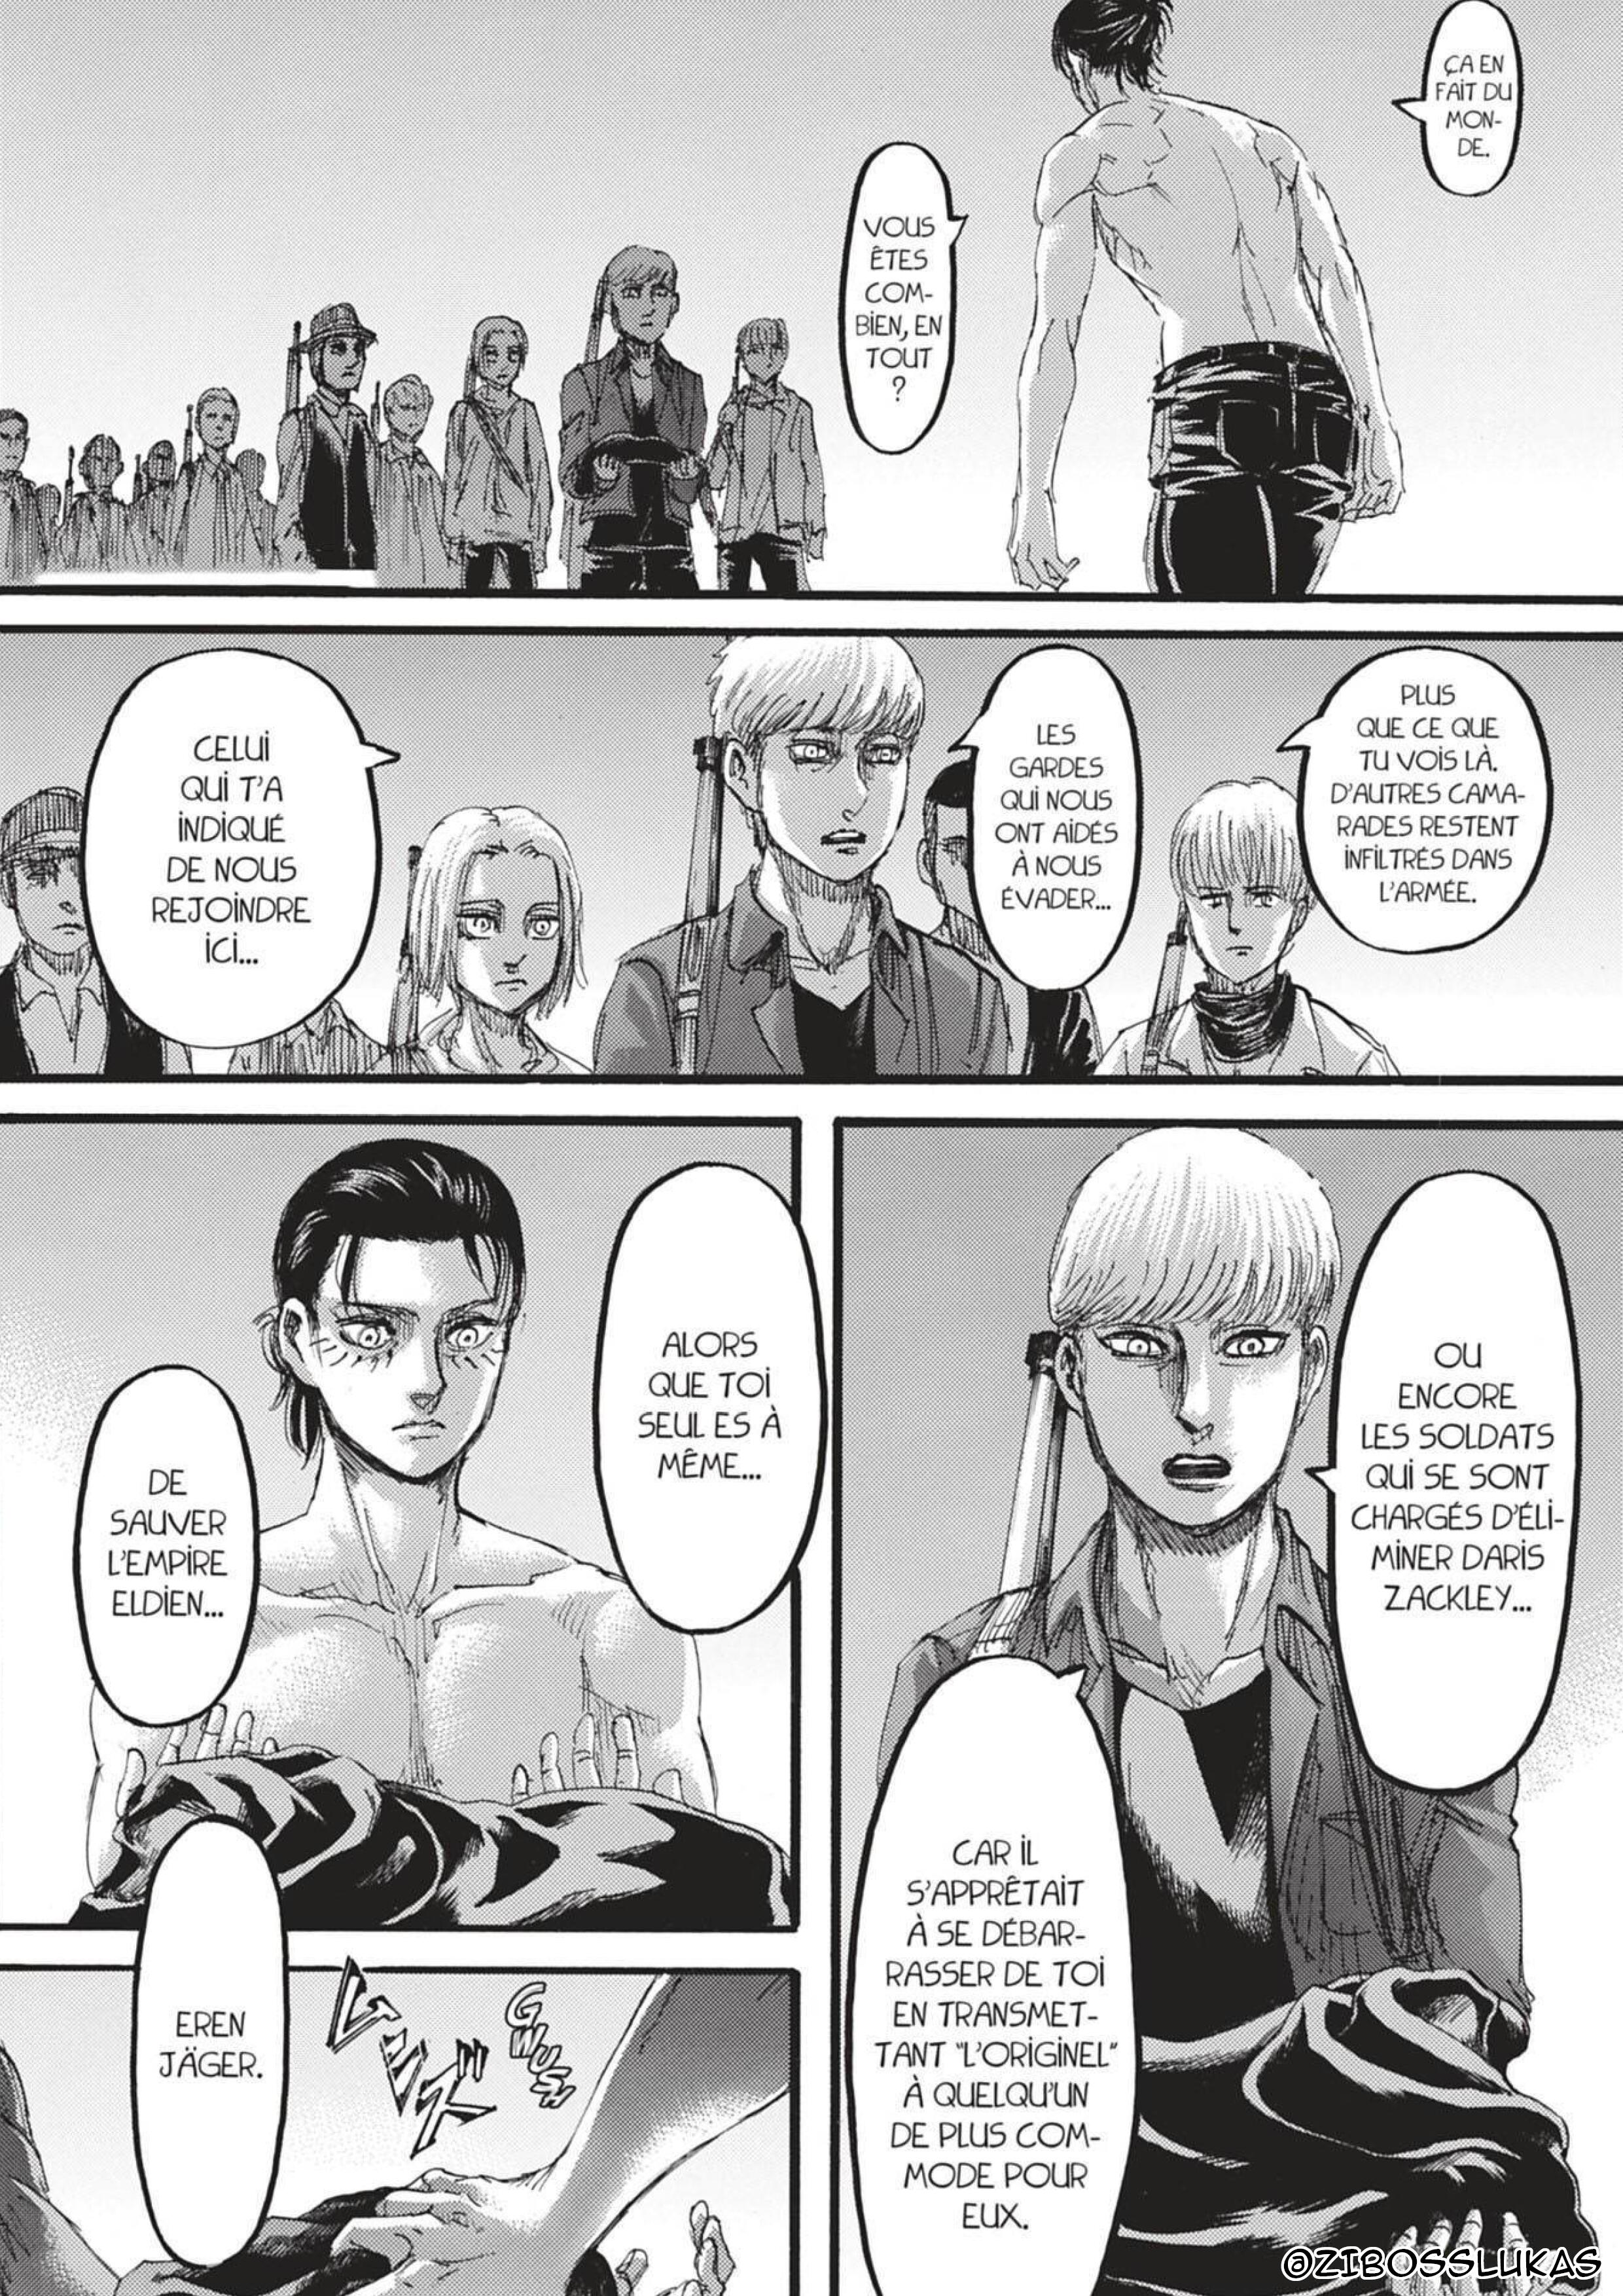 ÇA EN
FAIT DU
MON-
DE.
VOUS
ÊTES
COM-
BIEN, EN
TOUT
?
PLUS
QUE CE QUE
TU VOIS LÀ.
D'AUTRES CAMA-
RADES RESTENT
INFILTRÉS DANS
L'ARMÉE.
LES
GARDES
QUI NOUS
ONT AIDÉS
À NOUS
ÉVADER...
CELUI
QUI T'A
INDIQUÉ
DE NOUS
REJOINDRE
ICI...
OU
ENCORE
LES SOLDATS
QUI SE SONT
CHARGÉS D'ÉLI-
MINER DARIS
ZACKLEY...
CAR IL
S'APPRÊTAIT
À SE DÉBAR-
RASSER DE TOI
EN TRANSMET-
TANT "L'ORIGINEL"
À QUELQU'UN
DE PLUS COM-
MODE POUR
EUX.
ALORS
QUE TOI
SEUL ES À
MÊME...
DE
SAUVER
L'EMPIRE
ELDIEN...
EREN
JÄGER.
GWUSH
グッズ
@ZIBOSSLUKAS